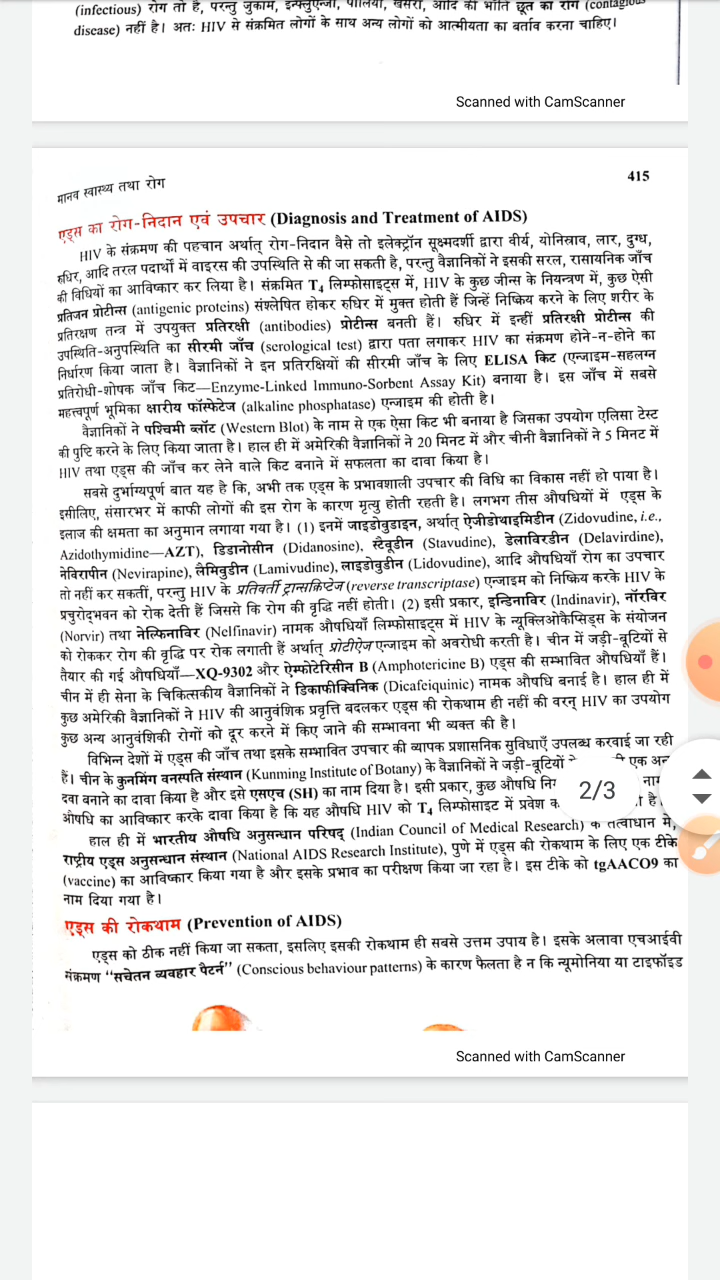 (infectious) रोग तो है, परन्तु जुकाम, इन्फ्लुएन्जा, पोलियो, खसरा, आदि की भाँति छूत का रोग (contagious
disease) नहीं है। अतः HIV से संक्रमित लोगों के साथ अन्य लोगों को आत्मीयता का बर्ताव करना चाहिए।
Scanned with CamScanner
मानव स्वास्थ्य तथा रोग
415
एड्स का रोग-निदान एवं उपचार (Diagnosis and Treatment of AIDS)
HIV के संक्रमण की पहचान अर्थात् रोग-निदान वैसे तो इलेक्ट्रॉन सूक्ष्मदर्शी द्वारा वीर्य, योनिस्राव, लार, दुग्ध,
रुधिर, आदि तरल पदार्थों में वाइरस की उपस्थिति से की जा सकती है, परन्तु वैज्ञानिकों ने इसकी सरल, रासायनिक जाँच
की विधियों का आविष्कार कर लिया है। संक्रमित T4 लिम्फोसाइट्स में, HIV के कुछ जीन्स के नियन्त्रण में, कुछ ऐसी
प्रतिजन प्रोटीन्स (antigenic proteins) संश्लेषित होकर रुधिर में मुक्त होती हैं जिन्हें निष्क्रिय करने के लिए शरीर के
प्रतिरक्षण तन्त्र में उपयुक्त प्रतिरक्षी (antibodies) प्रोटीन्स बनती हैं। रुधिर में इन्हीं प्रतिरक्षी प्रोटीन्स की
उपस्थिति-अनुपस्थिति का सीरमी जाँच (serological test) द्वारा पता लगाकर HIV का संक्रमण होने-न-होने का
निर्धारण किया जाता है। वैज्ञानिकों ने इन प्रतिरक्षियों की सीरमी जाँच के लिए ELISA किट (एन्जाइम-सहलग्न
प्रतिरोधी-शोषक जाँच किट—Enzyme-Linked Immuno-Sorbent Assay Kit) बनाया है। इस जाँच में सबसे
महत्त्वपूर्ण भूमिका क्षारीय फॉस्फेटेज (alkaline phosphatase) एन्जाइम की होती है।
वैज्ञानिकों ने पश्चिमी ब्लॉट (Western Blot) के नाम से एक ऐसा किट भी बनाया है जिसका उपयोग एलिसा टेस्ट
की पुष्टि करने के लिए किया जाता है। हाल ही में अमेरिकी वैज्ञानिकों ने 20 मिनट में और चीनी वैज्ञानिकों ने 5 मिनट में
HIV तथा एड्स की जाँच कर लेने वाले किट बनाने में सफलता का दावा किया है।
सबसे दुर्भाग्यपूर्ण बात यह है कि, अभी तक एड्स के प्रभावशाली उपचार की विधि का विकास नहीं हो पाया है।
इसीलिए, संसारभर में काफी लोगों की इस रोग के कारण मृत्यु होती रहती है। लगभग तीस औषधियों में एड्स के
इलाज की क्षमता का अनुमान लगाया गया है। (1) इनमें जाइडोवुडाइन, अर्थात् ऐजीडोथाइमिडीन (Zidovudine, i.e.,
Azidothymidine—AZT), डिडानोसीन (Didanosine), स्टैवूडीन (Stavudine), डेलाविरडीन (Delavirdine),
नेविरापीन (Nevirapine), लैमिवुडीन (Lamivudine), लाइडोवुडीन (Lidovudine), आदि औषधियाँ रोग का उपचार
तो नहीं कर सकतीं, परन्तु HIV के प्रतिवर्ती ट्रान्सक्रिप्टेज (reverse transcriptase) एन्जाइम को निष्क्रिय करके HIV के
प्रचुरोद्भवन को रोक देती हैं जिससे कि रोग की वृद्धि नहीं होती। (2) इसी प्रकार, इन्डिनाविर (Indinavir), नॉरविर
(Norvir) तथा नेल्फिनाविर (Nelfinavir) नामक औषधियाँ लिम्फोसाइट्स में HIV के न्यूक्लिओकैप्सिड्स के संयोजन
को रोककर रोग की वृद्धि पर रोक लगाती हैं अर्थात् प्रोटीऐज एन्जाइम को अवरोधी करती है। चीन में जड़ी-बूटियों से
तैयार की गई औषधियाँ—XQ-9302 और ऐम्फोटेरिसीन B (Amphotericine B) एड्स की सम्भावित औषधियाँ हैं।
चीन में ही सेना के चिकित्सकीय वैज्ञानिकों ने डिकाफीक्विनिक (Dicafeiquinic) नामक औषधि बनाई है। हाल ही में
कुछ अमेरिकी वैज्ञानिकों ने HIV की आनुवंशिक प्रवृत्ति बदलकर एड्स की रोकथाम ही नहीं की वरन् HIV का उपयोग
कुछ अन्य आनुवंशिकी रोगों को दूर करने में किए जाने की सम्भावना भी व्यक्त की है।
विभिन्न देशों में एड्स की जाँच तथा इसके सम्भावित उपचार की व्यापक प्रशासनिक सुविधाएँ उपलब्ध करवाई जा रही
हैं। चीन के कुनमिंग वनस्पति संस्थान (Kunming Institute of Botany) के वैज्ञानिकों ने जड़ी-बूटियों एक अन्य
दवा बनाने का दावा किया है और इसे एसएच (SH) का नाम दिया है। इसी प्रकार, कुछ औषधि 2/3 नाम
औषधि का आविष्कार करके दावा किया है कि यह औषधि HIV को T4 लिम्फोसाइट में प्रवेश है
हाल ही में भारतीय औषधि अनुसन्धान परिषद् (Indian Council of Medical Research) के तत्वाधान में,
राष्ट्रीय एड्स अनुसन्धान संस्थान (National AIDS Research Institute), पुणे में एड्स की रोकथाम के लिए एक टीके
(vaccine) का आविष्कार किया गया है और इसके प्रभाव का परीक्षण किया जा रहा है। इस टीके को tgAACO9 का
नाम दिया गया है।
एड्स की रोकथाम (Prevention of AIDS)
एड्स को ठीक नहीं किया जा सकता, इसलिए इसकी रोकथाम ही सबसे उत्तम उपाय है। इसके अलावा एचआईवी
संक्रमण “सचेतन व्यवहार पैटर्न” (Conscious behaviour patterns) के कारण फैलता है न कि न्यूमोनिया या टाइफॉइड
Scanned with CamScanner